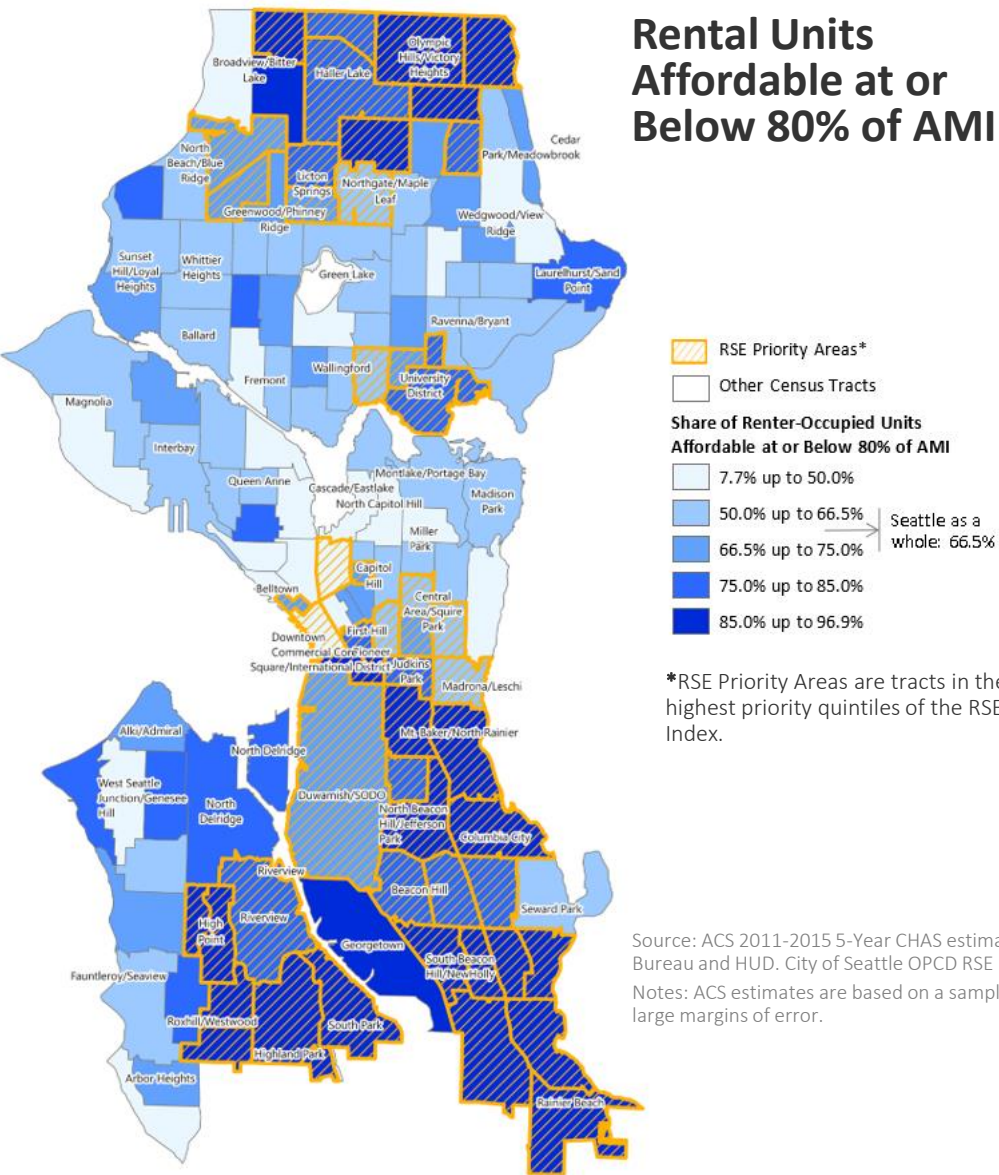 Rental Units
Affordable at or
Below 80% of AMI
Broadview/Bitter
Lake
Haller Lake
Olympic
Hills/Victory
Heights
Cedar
Park/Meadowbrook
North
Beach/Blue
Ridge
Licton
Springs
Northgate/Maple
Leaf
Greenwood/Phinney
Ridge
Wedgwood/View
Ridge
Sunset
Hill/Loyal
Heights
Whittier
Heights
Green Lake
Laurelhurst/Sand
Point
Ballard
Ravenna/Bryant
Fremont
Wallingford
University
District
Magnolia
Interbay
Queen Anne
Cascade/Eastlake
Montlake/Portage Bay
North Capitol Hill
Madison
Park
Miller
Park
Capitol
Hill
Belltown
Central
Area/Squire
Park
First Hill
Downtown
Commercial Core
Pioneer
Square/International District
Judkins
Park
Madrona/Leschi
Mt. Baker/North Rainier
Alki/Admiral
North Delridge
West Seattle
Junction/Genesee
Hill
North
Delridge
Duwamish/SODO
North Beacon
Hill/Jefferson
Park
Columbia City
Riverview
Beacon Hill
Seward Park
High
Point
Riverview
Georgetown
South Beacon
Hill/NewHolly
Fauntleroy/Seaview
Roxhill/Westwood
South Park
Highland Park
Arbor Heights
Rainier Beach
RSE Priority Areas*
Other Census Tracts
Share of Renter-Occupied Units
Affordable at or Below 80% of AMI
7.7% up to 50.0%
50.0% up to 66.5%
66.5% up to 75.0%
75.0% up to 85.0%
85.0% up to 96.9%
Seattle as a
whole: 66.5%
*RSE Priority Areas are tracts in the
highest priority quintiles of the RSE
Index.
Source: ACS 2011-2015 5-Year CHAS estima
Bureau and HUD. City of Seattle OPCD RSE
Notes: ACS estimates are based on a sampl
large margins of error.